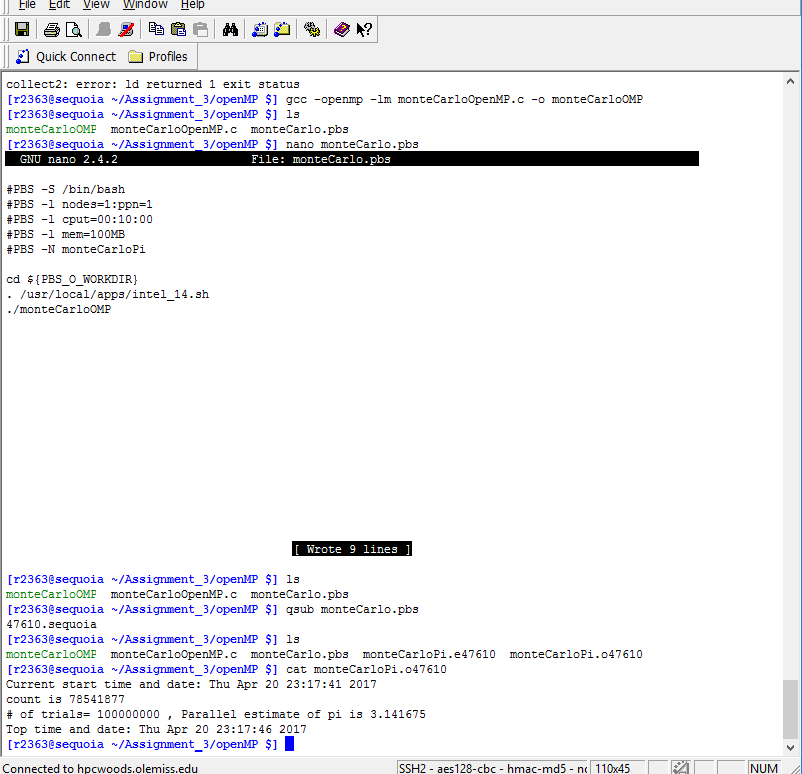 File Edit View Window Help
Quick Connect Profiles
collect2: error: ld returned 1 exit status
[r2363@sequoia ~/Assignment_3/openMP $] gcc -openmp -lm monteCarloOpenMP.c -o monteCarloOMP
[r2363@sequoia ~/Assignment_3/openMP $] ls
monteCarloOMP monteCarloOpenMP.c monteCarlo.pbs
[r2363@sequoia ~/Assignment_3/openMP $] nano monteCarlo.pbs
GNU nano 2.4.2 File: monteCarlo.pbs
#PBS -S /bin/bash
#PBS -l nodes=1:ppn=1
#PBS -l cput=00:10:00
#PBS -l mem=100MB
#PBS -N monteCarloPi
cd ${PBS_O_WORKDIR}
. /usr/local/apps/intel_14.sh
./monteCarloOMP
[ Wrote 9 lines ]
[r2363@sequoia ~/Assignment_3/openMP $] ls
monteCarloOMP monteCarloOpenMP.c monteCarlo.pbs
[r2363@sequoia ~/Assignment_3/openMP $] qsub monteCarlo.pbs
47610.sequoia
[r2363@sequoia ~/Assignment_3/openMP $] ls
monteCarloOMP monteCarloOpenMP.c monteCarlo.pbs monteCarloPi.e47610 monteCarloPi.o47610
[r2363@sequoia ~/Assignment_3/openMP $] cat monteCarloPi.o47610
Current start time and date: Thu Apr 20 23:17:41 2017
count is 78541877
# of trials= 100000000 , Parallel estimate of pi is 3.141675
Top time and date: Thu Apr 20 23:17:46 2017
[r2363@sequoia ~/Assignment_3/openMP $]
Connected to hpcwoods.olemiss.edu SSH2 - aes128-cbc - hmac-md5 - 110x45 NUM